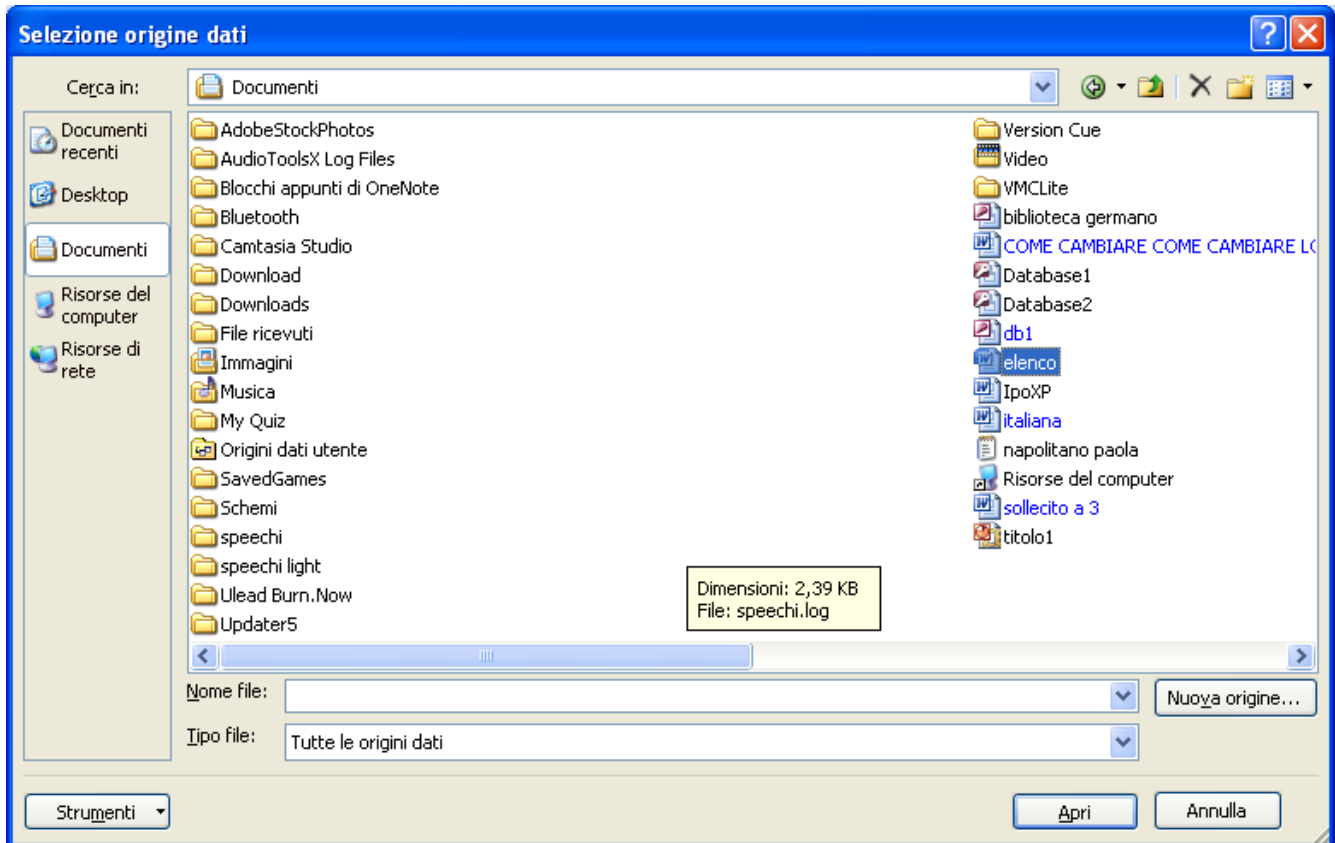 Selezione origine dati
Cerca in:
Documenti
Documenti
recenti
Desktop
Documenti
Risorse del
computer
Risorse di
rete
AdobeStockPhotos
AudioToolsX Log Files
Blocchi appunti di OneNote
Bluetooth
Camtasia Studio
Download
Downloads
File ricevuti
Immagini
Musica
My Quiz
Origini dati utente
SavedGames
Schemi
speechi
speechi light
Ulead Burn.Now
Updater5
Version Cue
Video
VMCLite
biblioteca germano
COME CAMBIARE COME CAMBIARE LO
Database1
Database2
db1
elenco
IpoXP
italiana
napolitano paola
Risorse del computer
sollecito a 3
titolo1
Dimensioni: 2,39 KB
File: speechi.log
Nome file:
Nuova origine...
Tipo file:
Tutte le origini dati
Strumenti
Apri
Annulla